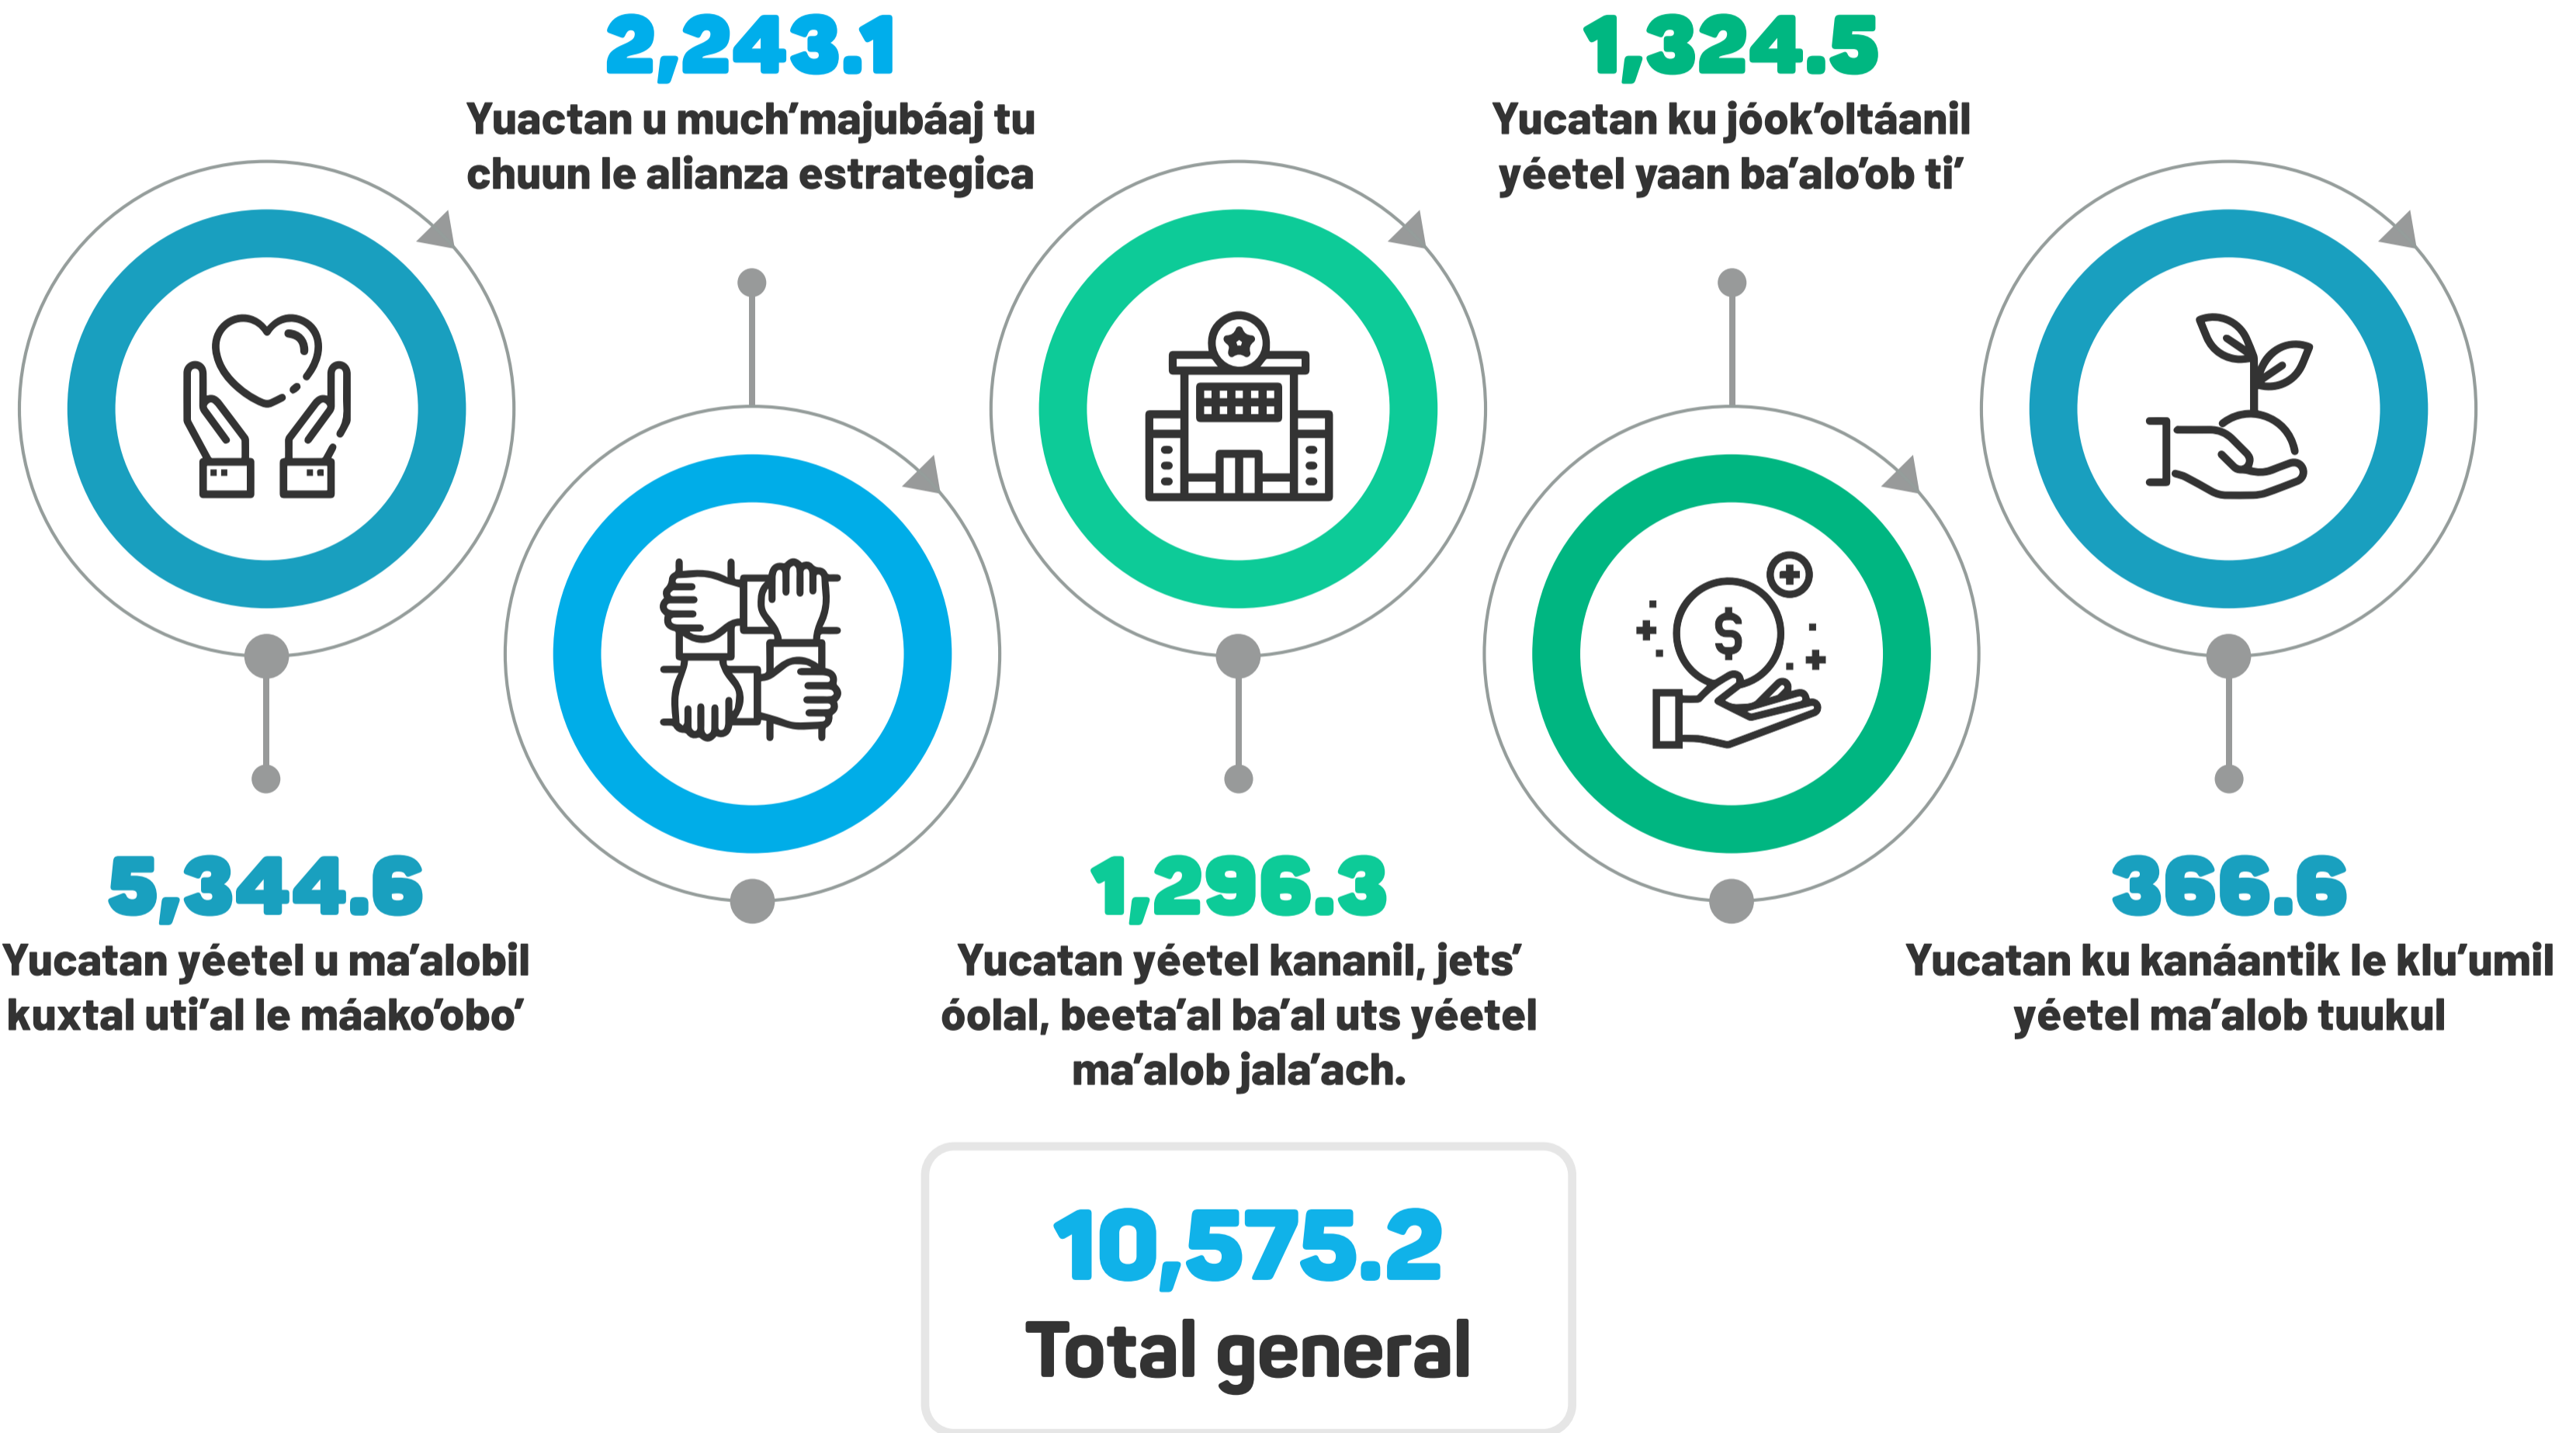 2,243.1
Yuactan u much’majubáaj tu
chuun le alianza estrategica
1,324.5
Yucatan ku jóok’oltáanil
yéetel yaan ba’alo’ob ti’
5,344.6
Yucatan yéetel u ma’alobil
kuxtal uti’al le máako’obo’
1,296.3
Yucatan yéetel kananil, jets’
óolal, beeta’al ba’al uts yéetel
ma’alob jala’ach.
366.6
Yucatan ku kanáantik le klu’umil
yéetel ma’alob tuukul
10,575.2
Total general